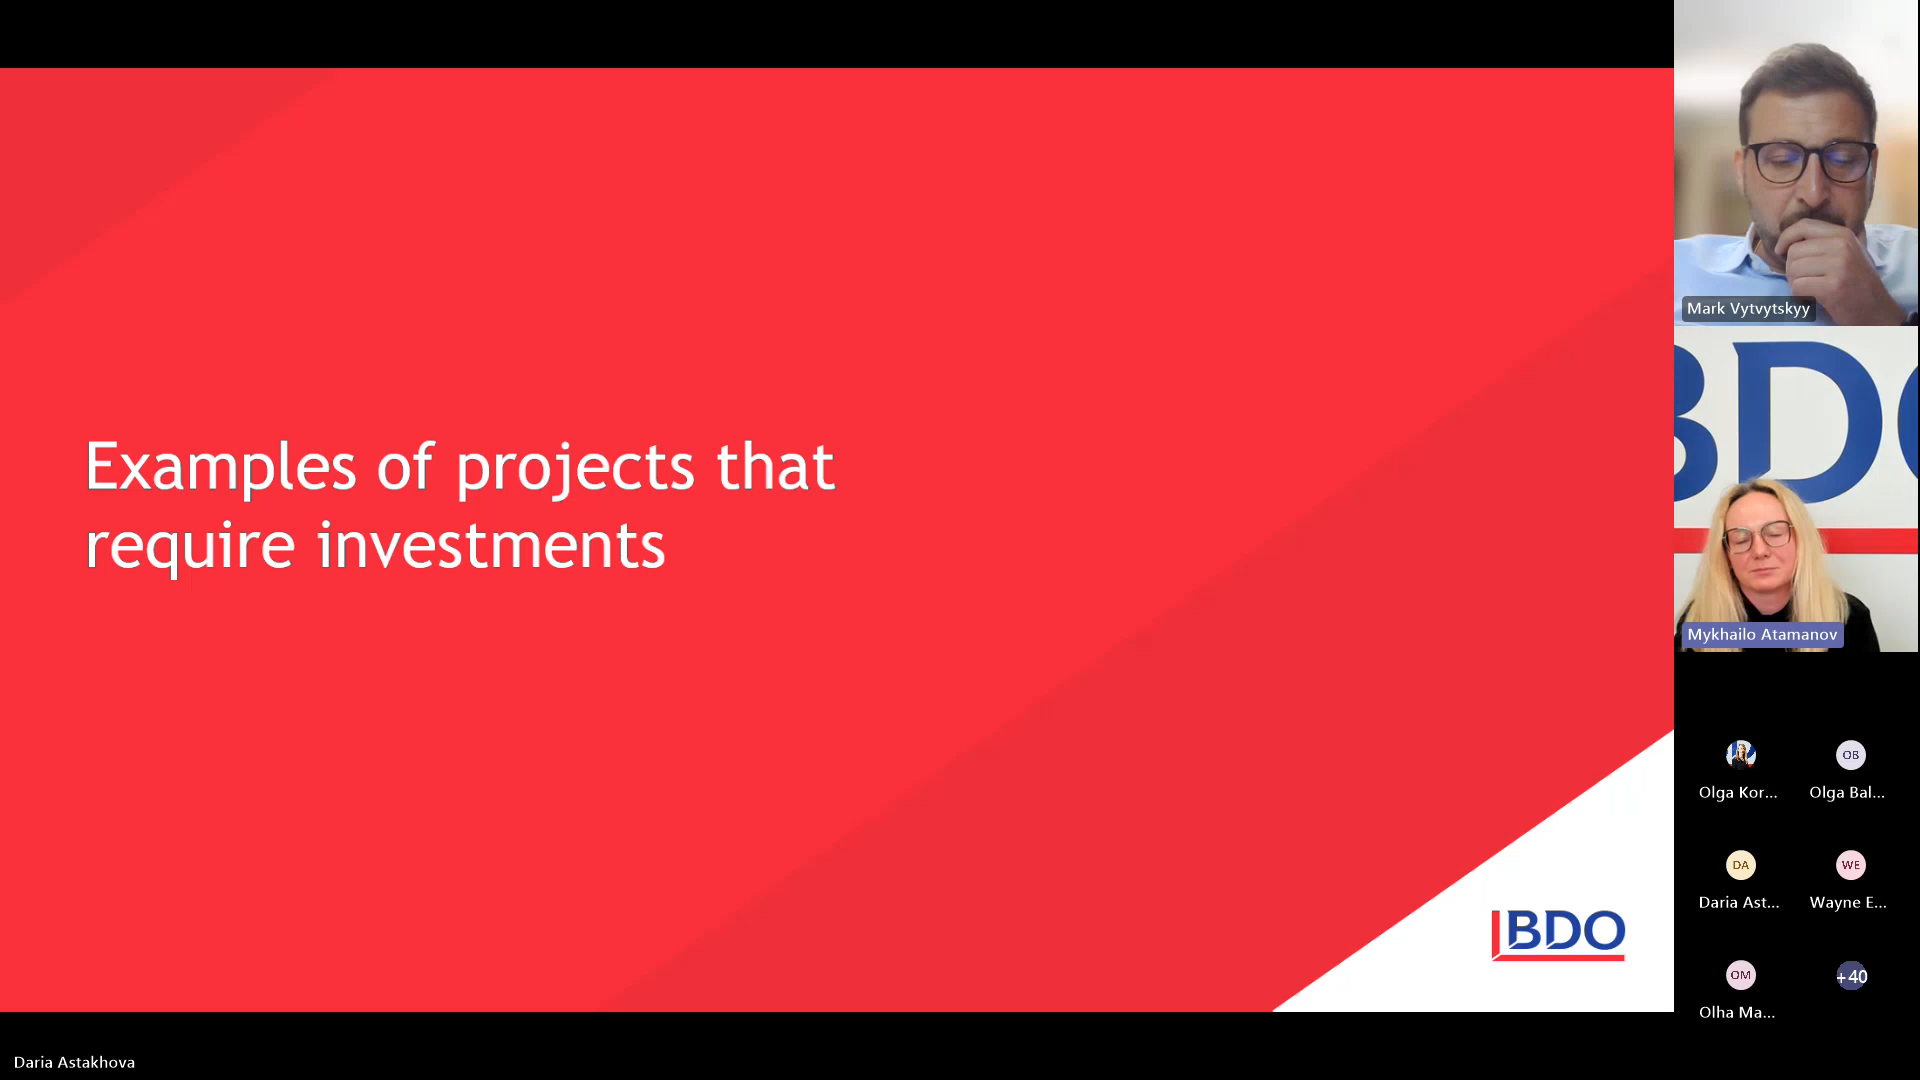 Examples of projects that
require investments
BDO
Mark Vytvytskyy
BDO
Mykhailo Atamanov
OB
Olga Kor...
Olga Bal...
DA
WE
Daria Ast...
Wayne E...
OM
+40
Olha Ma...
Daria Astakhova